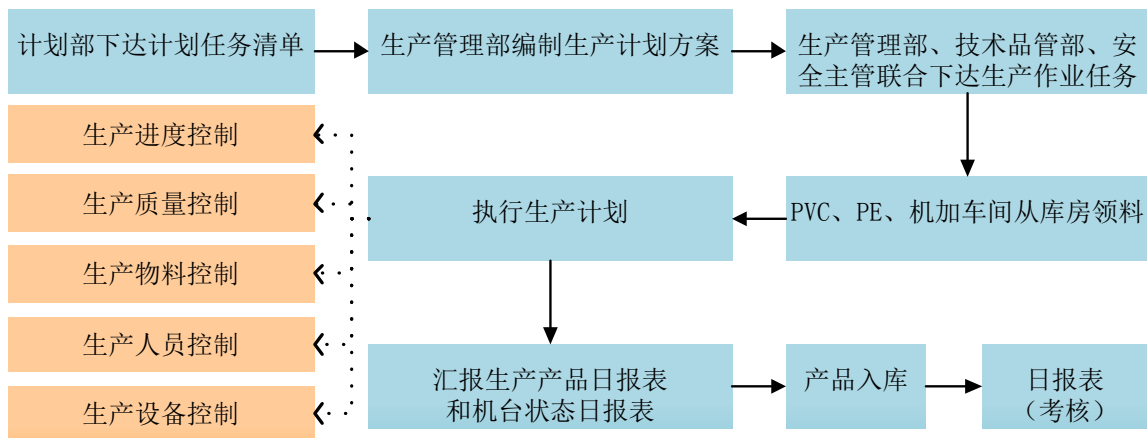 计划部下达计划任务清单
生产管理部编制生产计划方案
生产管理部、技术品管部、安
全主管联合下达生产作业任务
生产进度控制
生产质量控制
执行生产计划
PVC、PE、机加车间从库房领料
生产物料控制
生产人员控制
汇报生产产品日报表
和机台状态日报表
产品入库
日报表
（考核）
生产设备控制